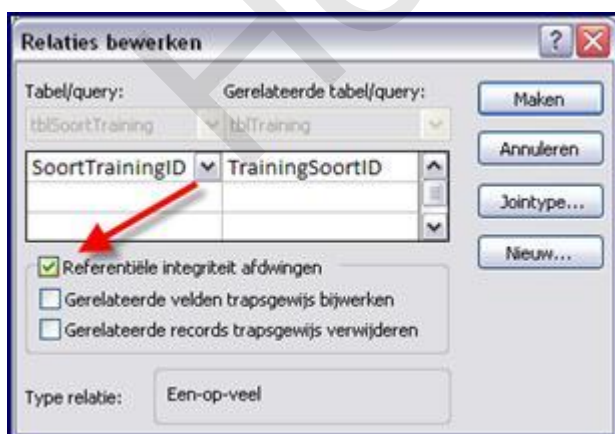 Relaties bewerken
Tabel/query: Gerelateerde tabel/query:
tblSoortTraining tblTraining
SoortTrainingID TrainingSoortID
Maken
Annuleren
Jointype...
Nieuw...
Referentiële integriteit afdwingen
Gerelateerde velden trapsgewijs bijwerken
Gerelateerde records trapsgewijs verwijderen
Type relatie: Een-op-veel